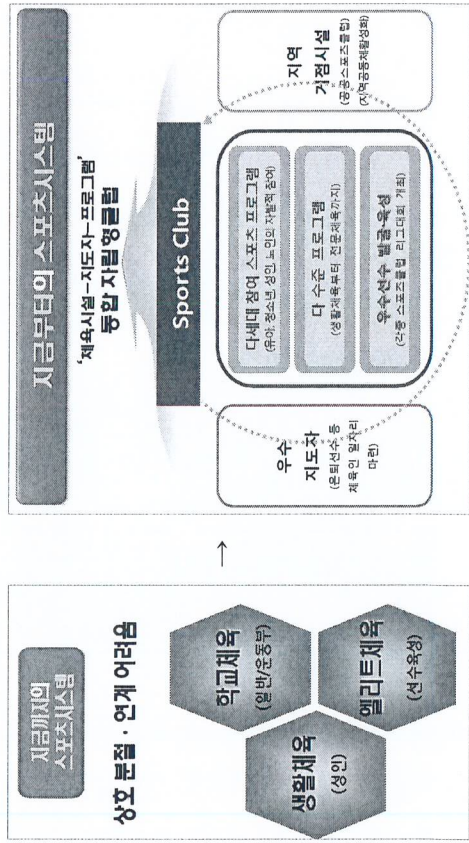 지금까지의
스포츠시스템
상호 분절 · 연계 어려움
학교체육
(일반/운동부)
생활체육
(성인)
엘리트체육
(선수육성)
→
지금부터의 스포츠시스템
'체육시설-지도자-프로그램'
통합 자립형클럽
Sports Club
우수
지도자
(은퇴선수 등
체육인 일자리
마련)
다세대 참여 스포츠 프로그램
(유아, 청소년, 성인, 노인의 자발적 참여)
다 수준 프로그램
(생활체육부터 전문체육까지)
우수선수 발굴육성
(각종 스포츠클럽 리그대회 개최)
지역
거점시설
(공공스포츠클럽)
(지역공동체활성화)